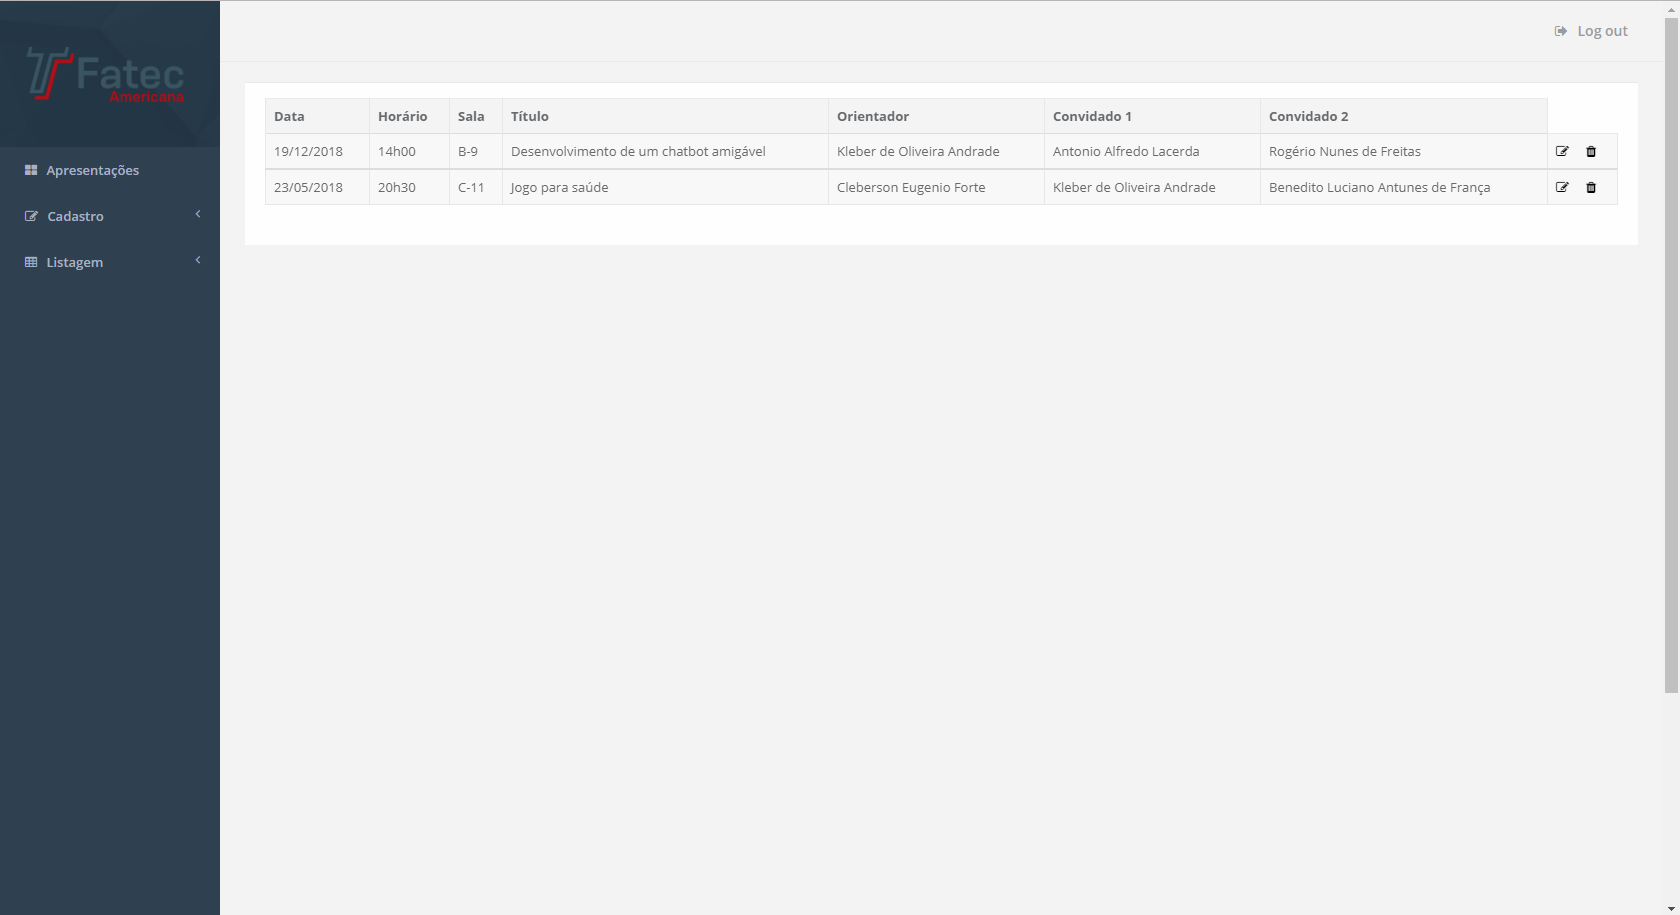 Fatec
Americana
Log out
Apresentações
Cadastro
Listagem
Data Horário Sala Título Orientador Convidado 1 Convidado 2
19/12/2018 14h00 B-9 Desenvolvimento de um chatbot amigável Kleber de Oliveira Andrade Antonio Alfredo Lacerda Rogério Nunes de Freitas
23/05/2018 20h30 C-11 Jogo para saúde Cleberson Eugenio Forte Kleber de Oliveira Andrade Benedito Luciano Antunes de França